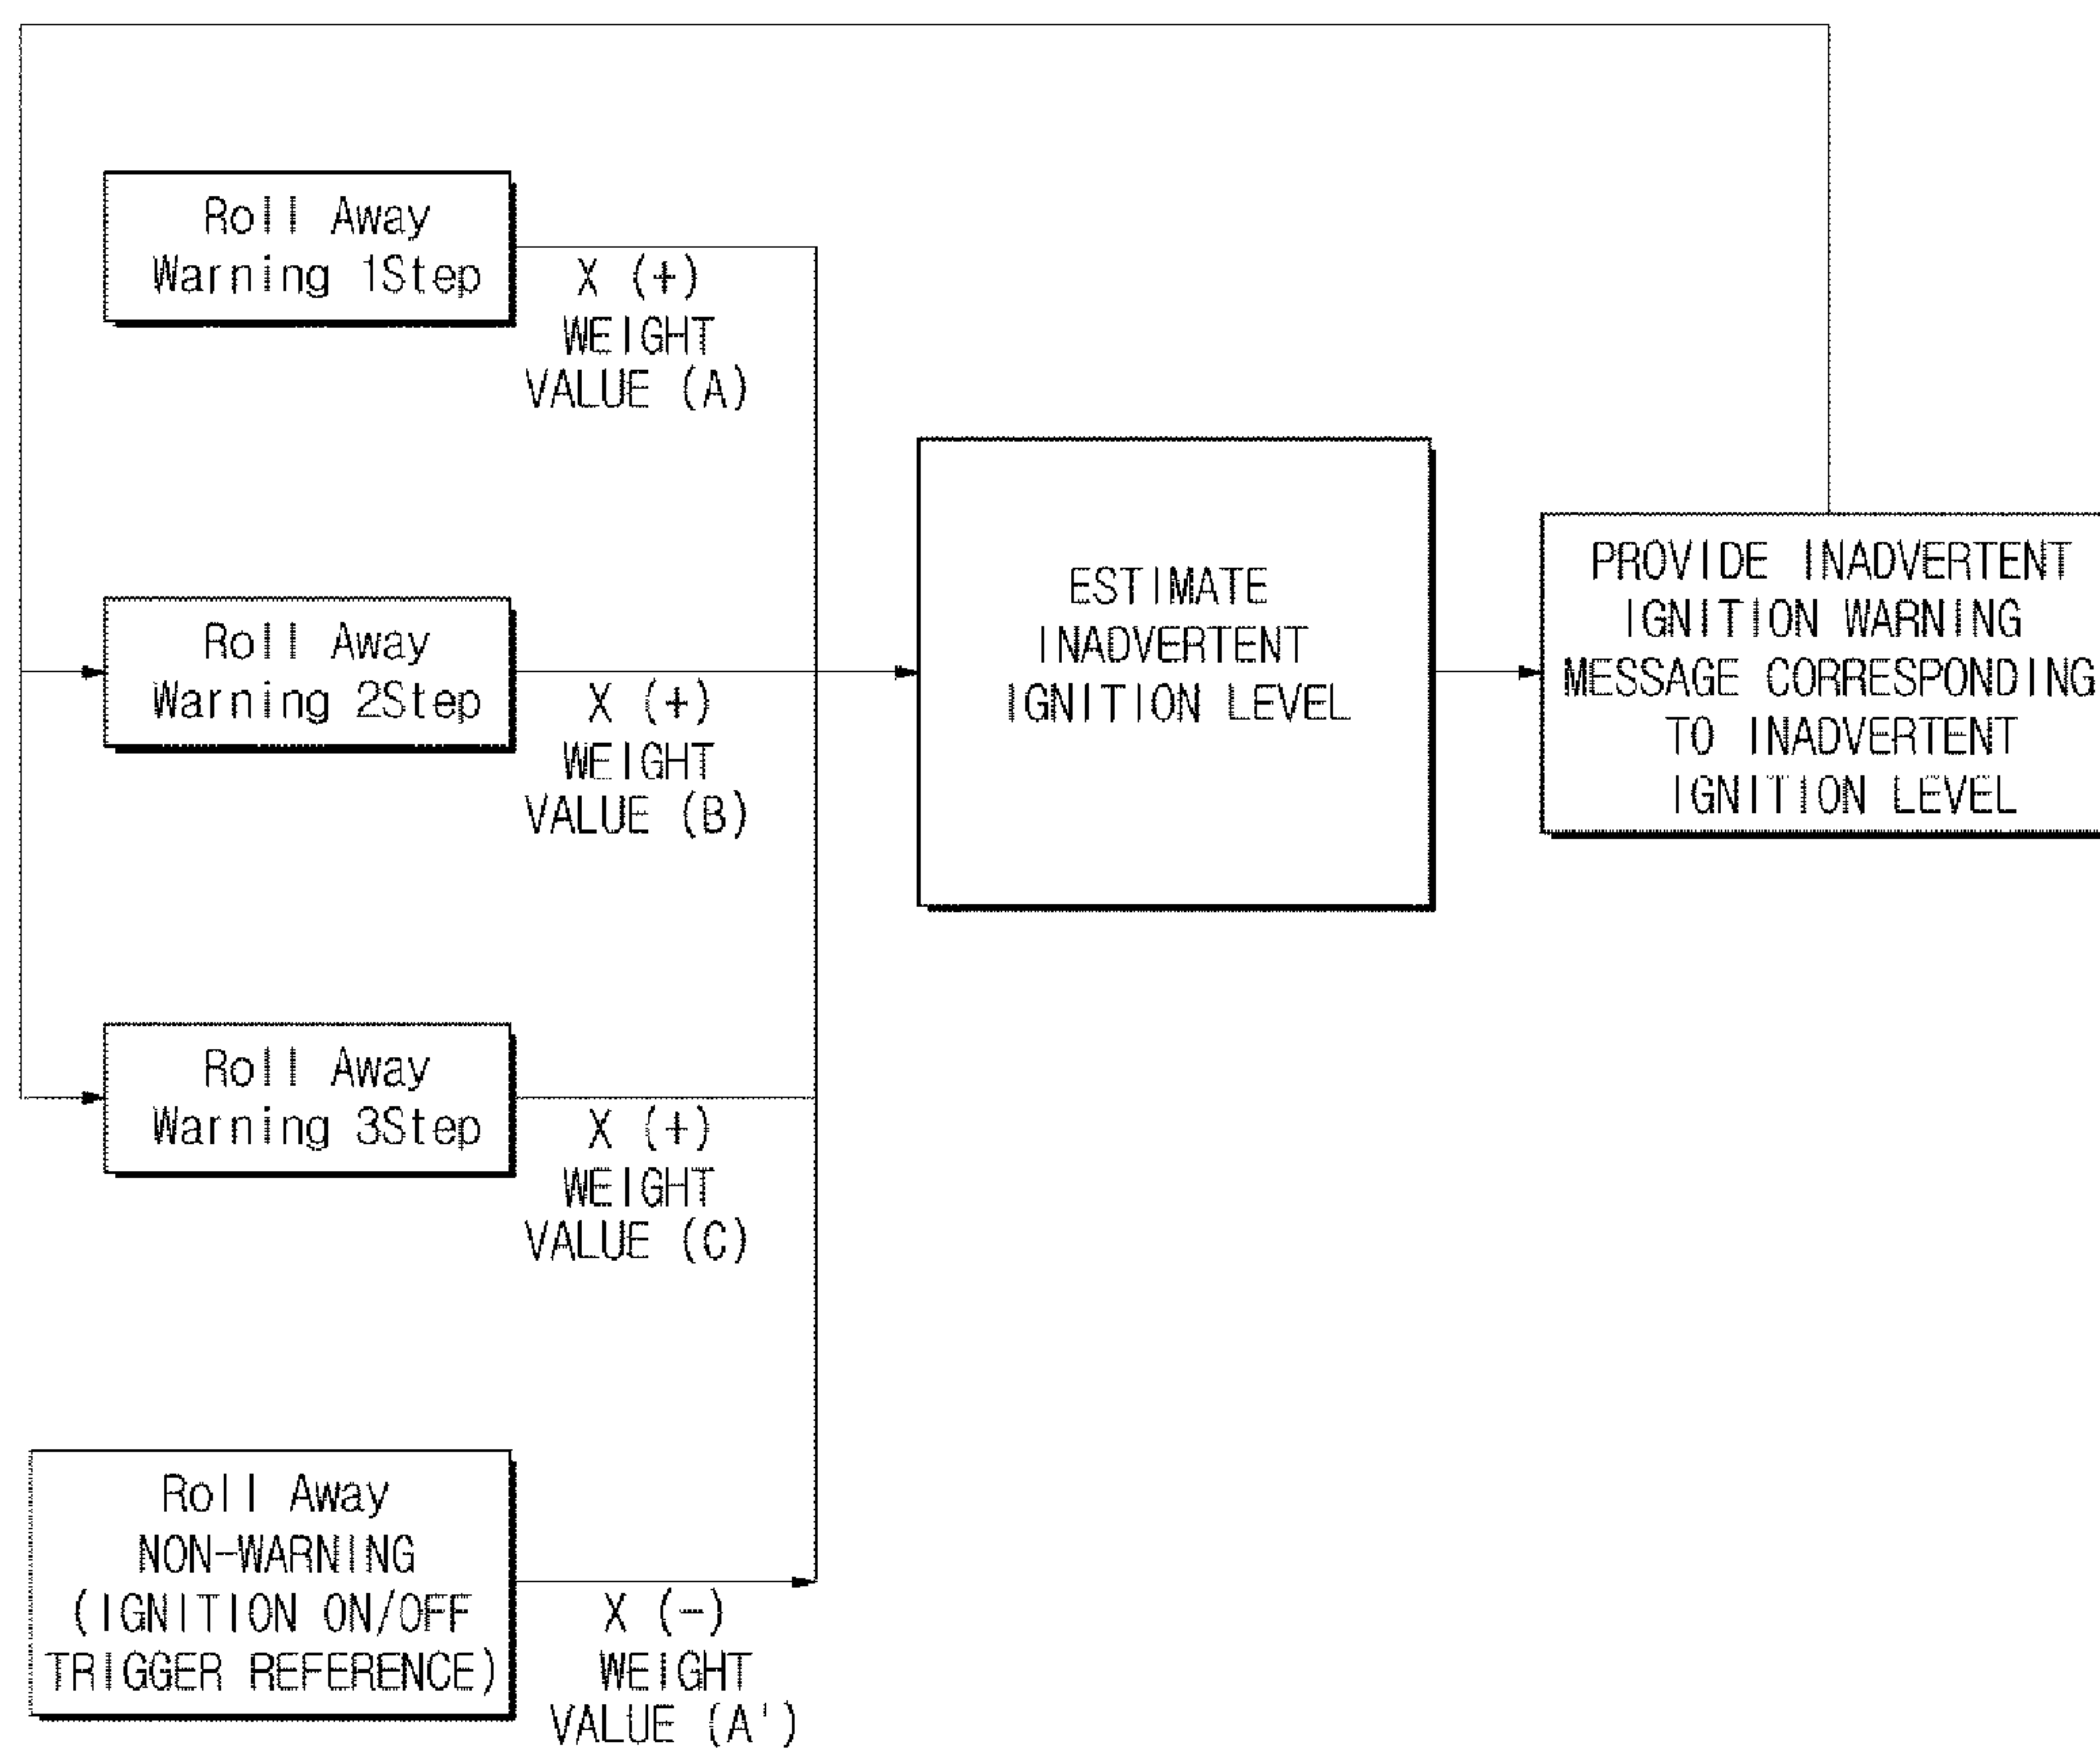 Roll Away
Warning 1Step
X (+)
WEIGHT
VALUE (A)
Roll Away
Warning 2Step
X (+)
WEIGHT
VALUE (B)
Roll Away
Warning 3Step
X (+)
WEIGHT
VALUE (C)
Roll Away
NON-WARNING
(IGNITION ON/OFF
TRIGGER REFERENCE)
X (-)
WEIGHT
VALUE (A')
ESTIMATE
INADVERTENT
IGNITION LEVEL
PROVIDE INADVERTENT
IGNITION WARNING
MESSAGE CORRESPONDING
TO INADVERTENT
IGNITION LEVEL